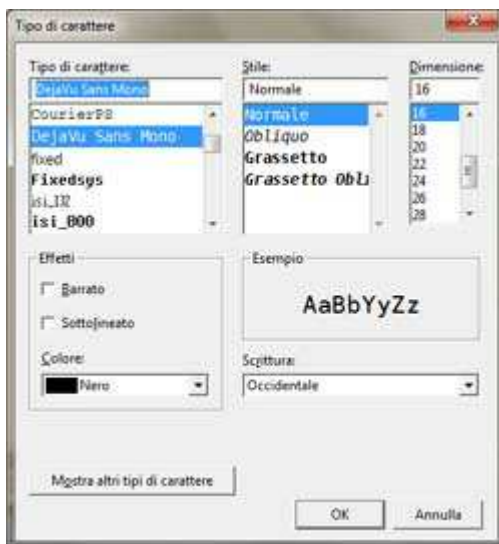 Tipo di carattere
Tipo di carattere:
DejaVu Sans Mono
CourierPS
DejaVu Sans Mono
fixed
Fixedsys
isi_132
isi_800
Stile:
Normale
Normale
Obliquo
Grassetto
Grassetto Obli
Dimensione:
16
16
18
20
22
24
26
28
Effetti
Barrato
Sottolineato
Colore:
Nero
Esempio
AaBbYyZz
Scrittura:
Occidentale
Mostra altri tipi di carattere
OK
Annulla